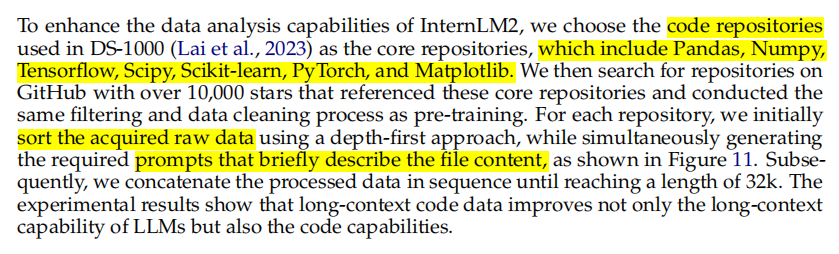 To enhance the data analysis capabilities of InternLM2, we choose the code repositories
used in DS-1000 (Lai et al., 2023) as the core repositories, which include Pandas, Numpy,
Tensorflow, Scipy, Scikit-learn, PyTorch, and Matplotlib. We then search for repositories on
GitHub with over 10,000 stars that referenced these core repositories and conducted the
same filtering and data cleaning process as pre-training. For each repository, we initially
sort the acquired raw data using a depth-first approach, while simultaneously generating
the required prompts that briefly describe the file content, as shown in Figure 11. Subse-
quently, we concatenate the processed data in sequence until reaching a length of 32k. The
experimental results show that long-context code data improves not only the long-context
capability of LLMs but also the code capabilities.